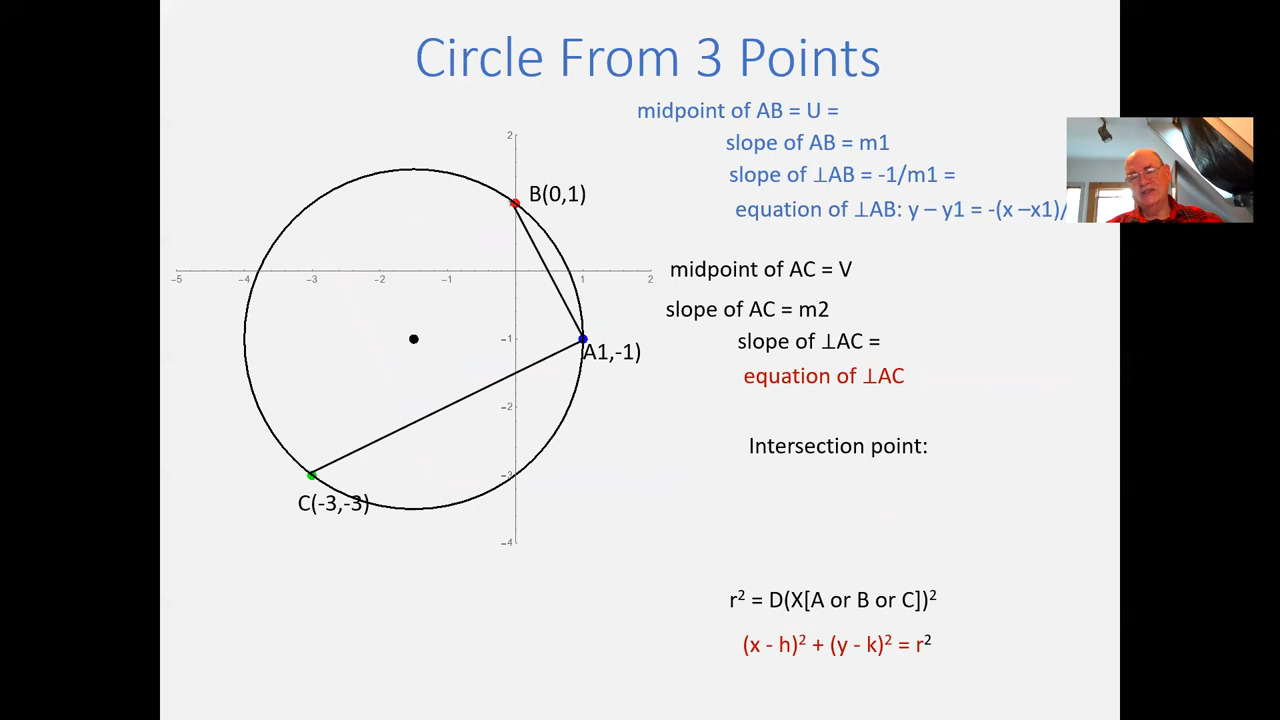 Circle From 3 Points
midpoint of AB = U =
slope of AB = m1
slope of ⊥AB = -1/m1 =
equation of ⊥AB: y – y1 = -(x –x1)/
midpoint of AC = V
slope of AC = m2
slope of ⊥AC =
equation of ⊥AC
Intersection point:
r² = D(X[A or B or C])²
(x - h)² + (y - k)² = r²
2
B(0,1)
-5 -4 -3 -2 -1 1 2
-1
A1,-1)
-2
-3
C(-3,-3)
-4